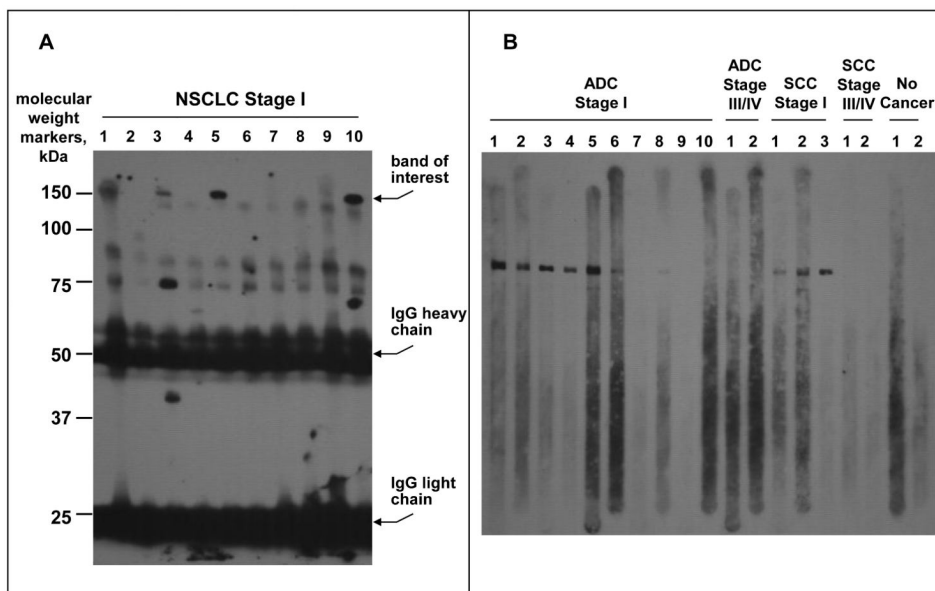 A
NSCLC Stage I
molecular
weight
markers,
kDa
1 2 3 4 5 6 7 8 9 10
150
100
75
50
37
25
band of
interest
IgG heavy
chain
IgG light
chain
B
ADC
Stage I
ADC
Stage
III/IV
SCC
Stage I
SCC
Stage
III/IV
No
Cancer
1 2 3 4 5 6 7 8 9 10 1 2 1 2 3 1 2 1 2